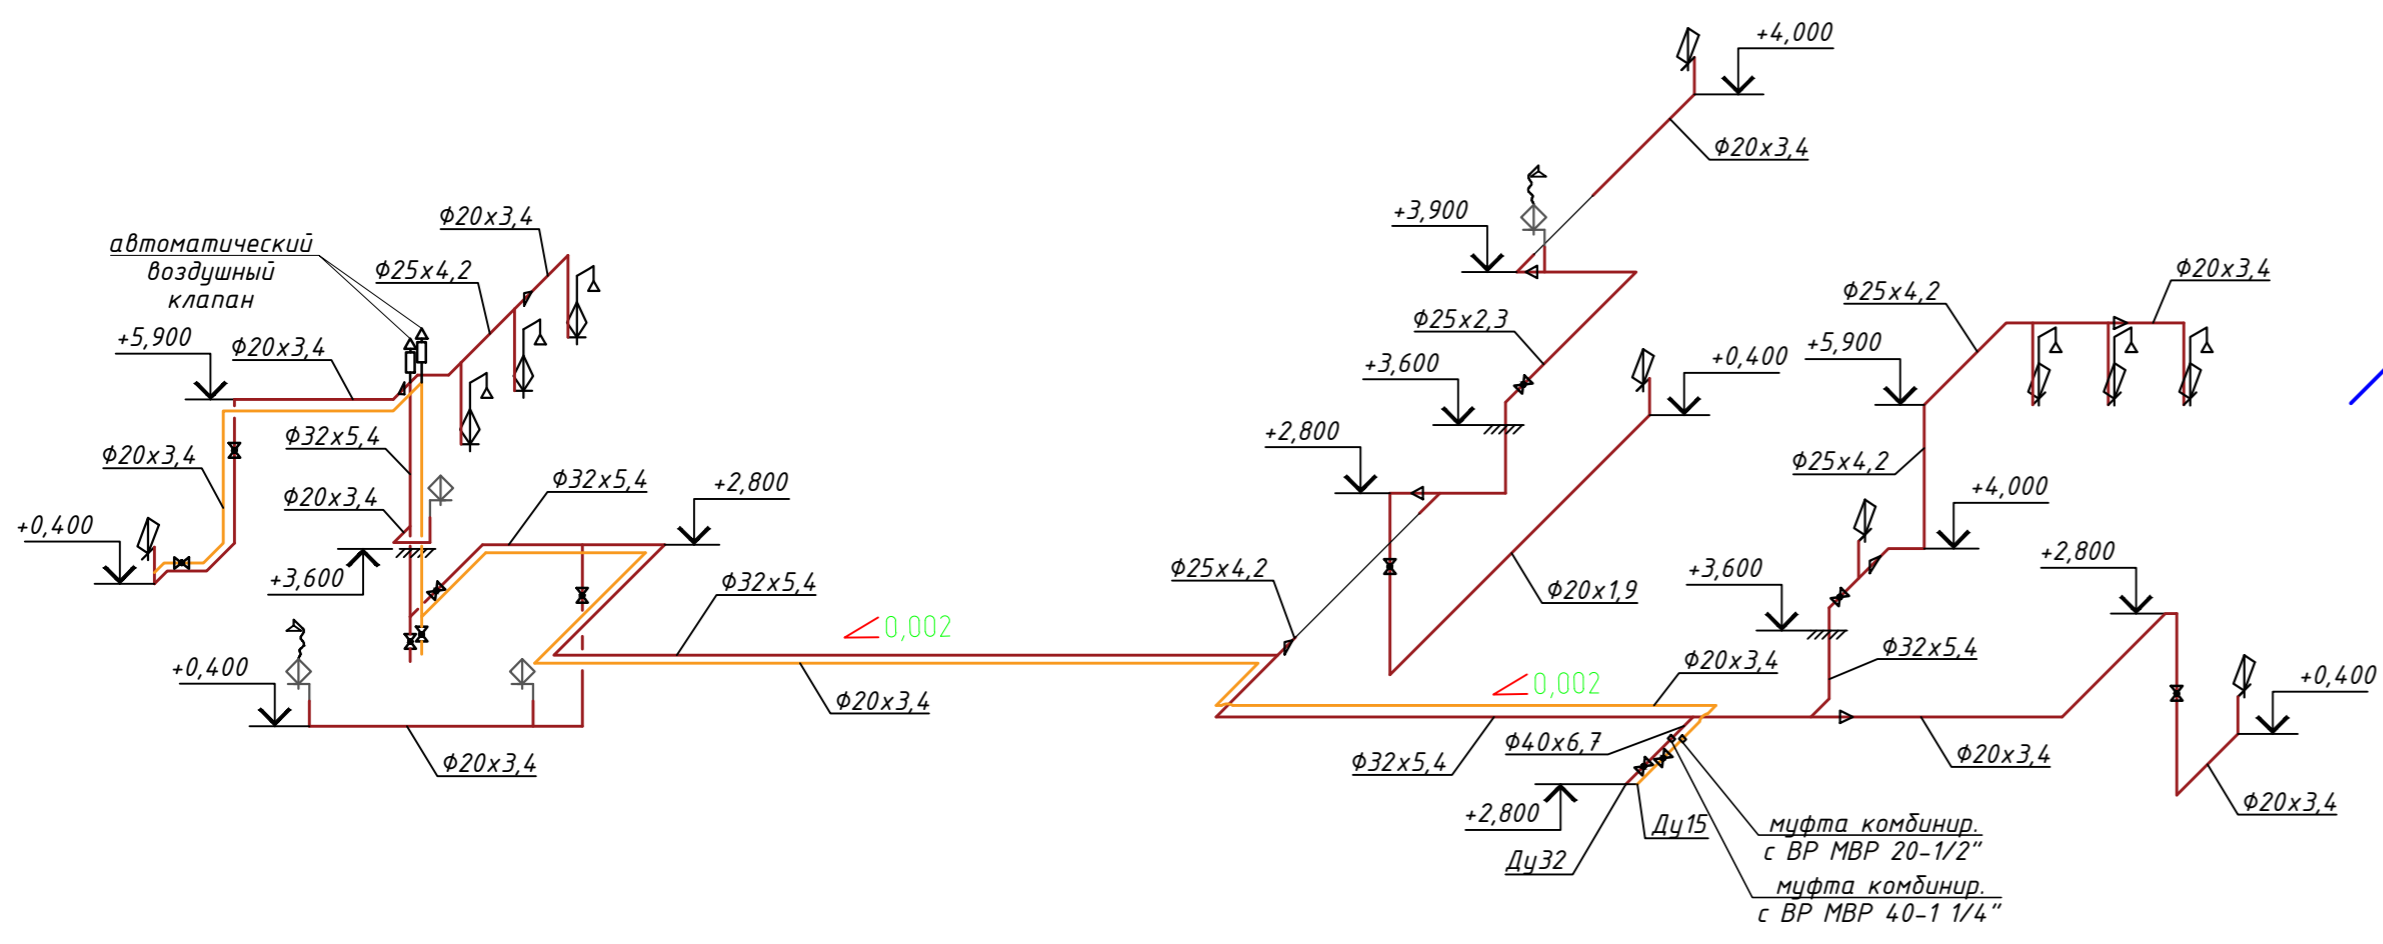 +4,000
Ф20х3,4
+3,900
Ф20х3,4
автоматический
воздушный
клапан
Ф25х4,2
+5,900
Ф20х3,4
Ф20х3,4
Ф25х4,2
Ф25х2,3
+3,600
+0,400
+5,900
Ф32х5,4
+2,800
Ф20х3,4
Ф20х3,4
Ф32х5,4
+2,800
Ф25х4,2
+4,000
+0,400
+3,600
Ф32х5,4
Ф25х4,2
Ф20х1,9
+3,600
+2,800
0,002
+0,400
Ф20х3,4
Ф20х3,4
0,002
Ф20х3,4
Ф32х5,4
+0,400
Ф20х3,4
Ф32х5,4
Ф40х6,7
Ф20х3,4
Ф20х3,4
+2,800
Ду15
Ду32
муфта комбинир.
с ВР МВР 20-1/2"
муфта комбинир.
с ВР МВР 40-1 1/4"